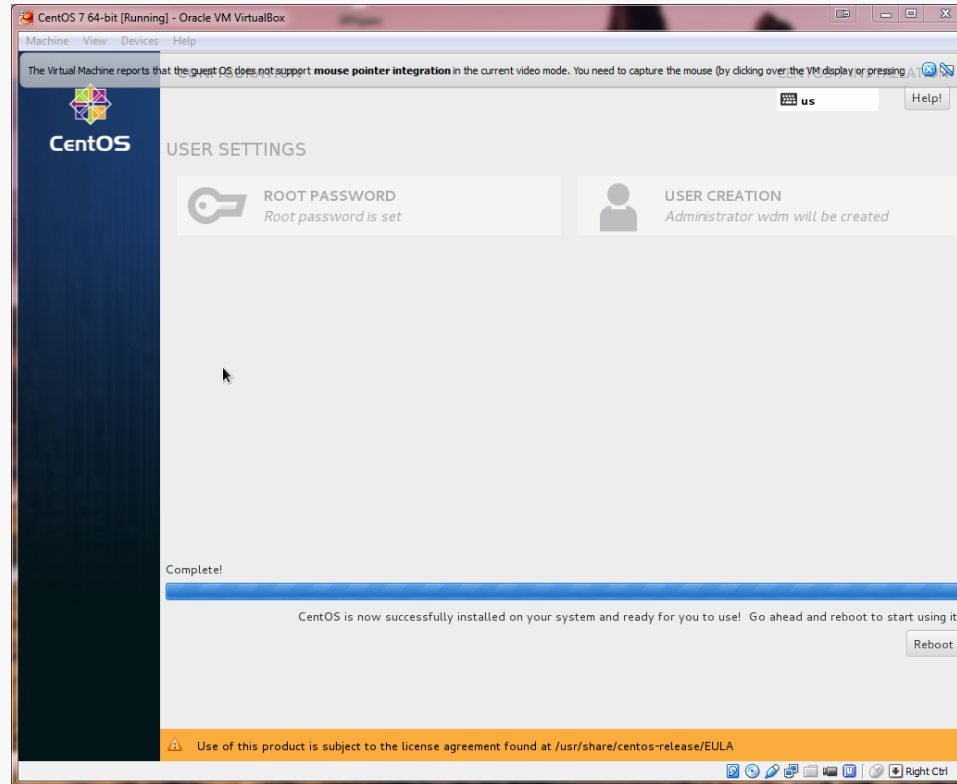 CentOS 7 64-bit [Running] - Oracle VM VirtualBox
Machine View Devices Help
The Virtual Machine reports that the guest OS does not support mouse pointer integration in the current video mode. You need to capture the mouse (by clicking over the VM display or pressing
CONFIGURATION
us
Help!
CentOS
USER SETTINGS
ROOT PASSWORD
Root password is set
USER CREATION
Administrator wdm will be created
Complete!
CentOS is now successfully installed on your system and ready for you to use! Go ahead and reboot to start using it
Reboot
Use of this product is subject to the license agreement found at /usr/share/centos-release/EULA
Right Ctrl